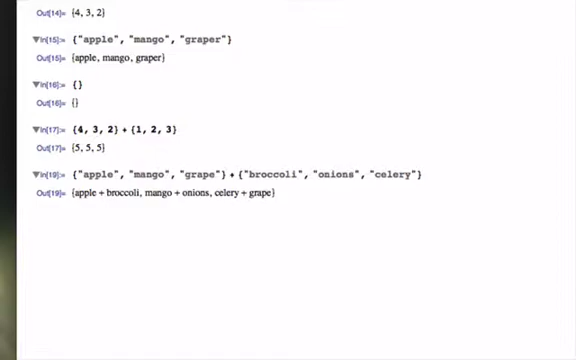 Out[14]= {4, 3, 2}
In[15]:= {"apple", "mango", "graper"}
Out[15]= {apple, mango, graper}
In[16]:= {}
Out[16]= {}
In[17]:= {4, 3, 2} + {1, 2, 3}
Out[17]= {5, 5, 5}
In[19]:= {"apple", "mango", "grape"} + {"broccoli", "onions", "celery"}
Out[19]= {apple + broccoli, mango + onions, celery + grape}